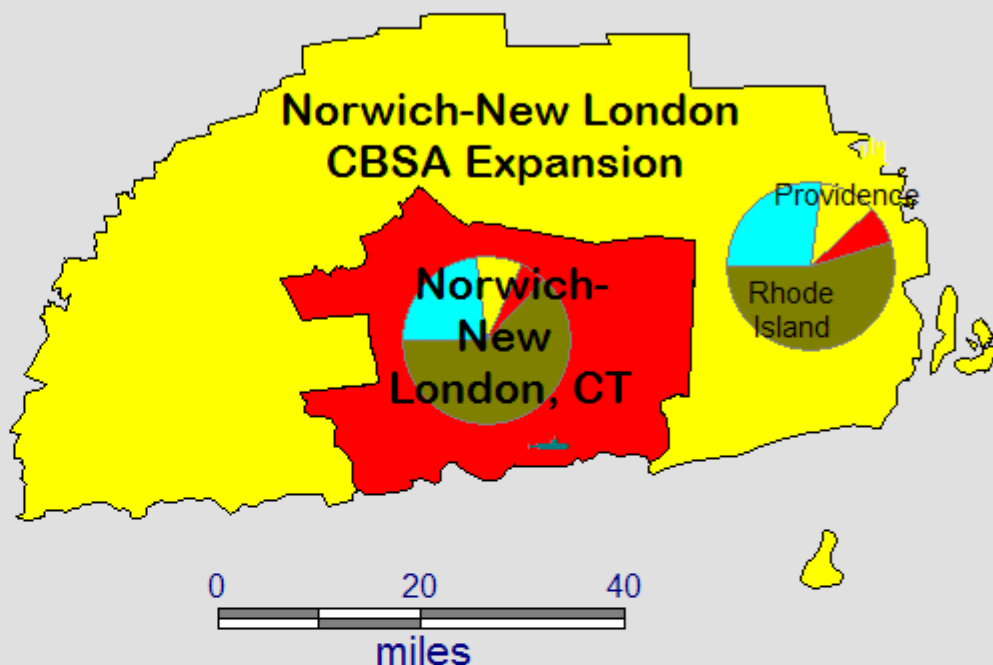 Norwich-New London
CBSA Expansion
Providence
Rhode
Island
Norwich-
New
London, CT
0 20 40
miles